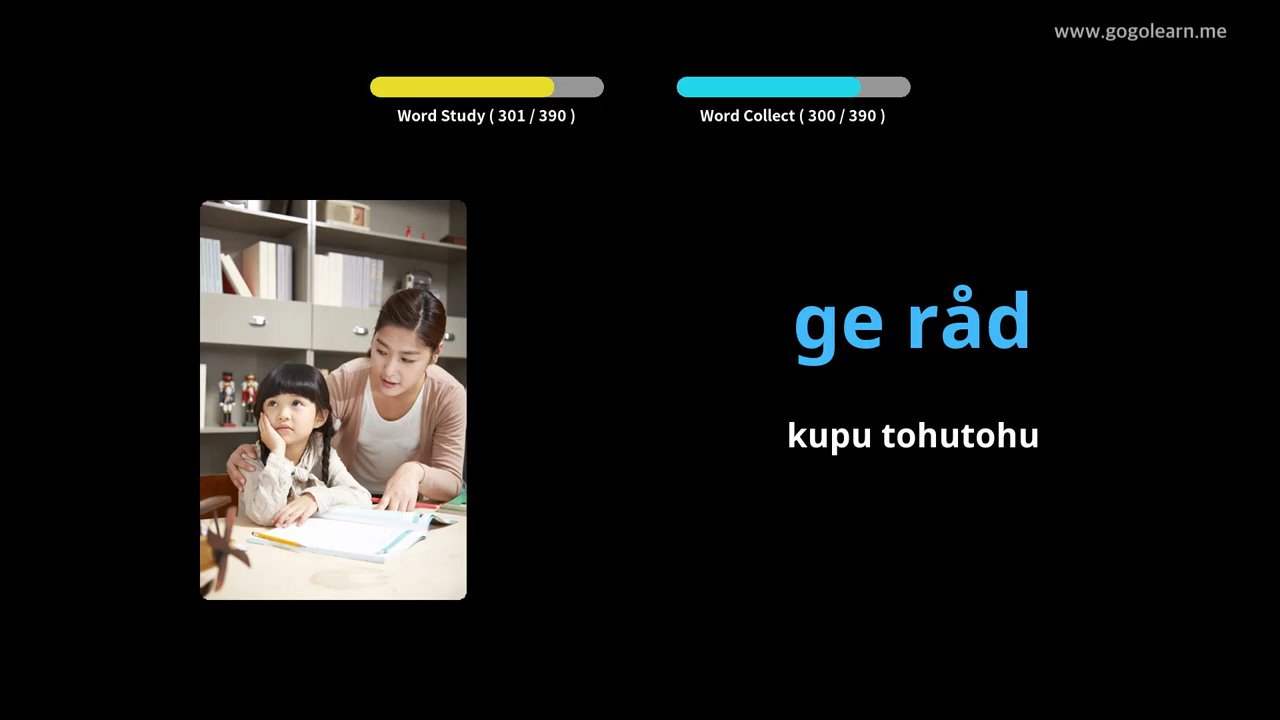 www.gogolearn.me
Word Study ( 301 / 390 )
Word Collect ( 300 / 390 )
ge råd
kupu tohutohu